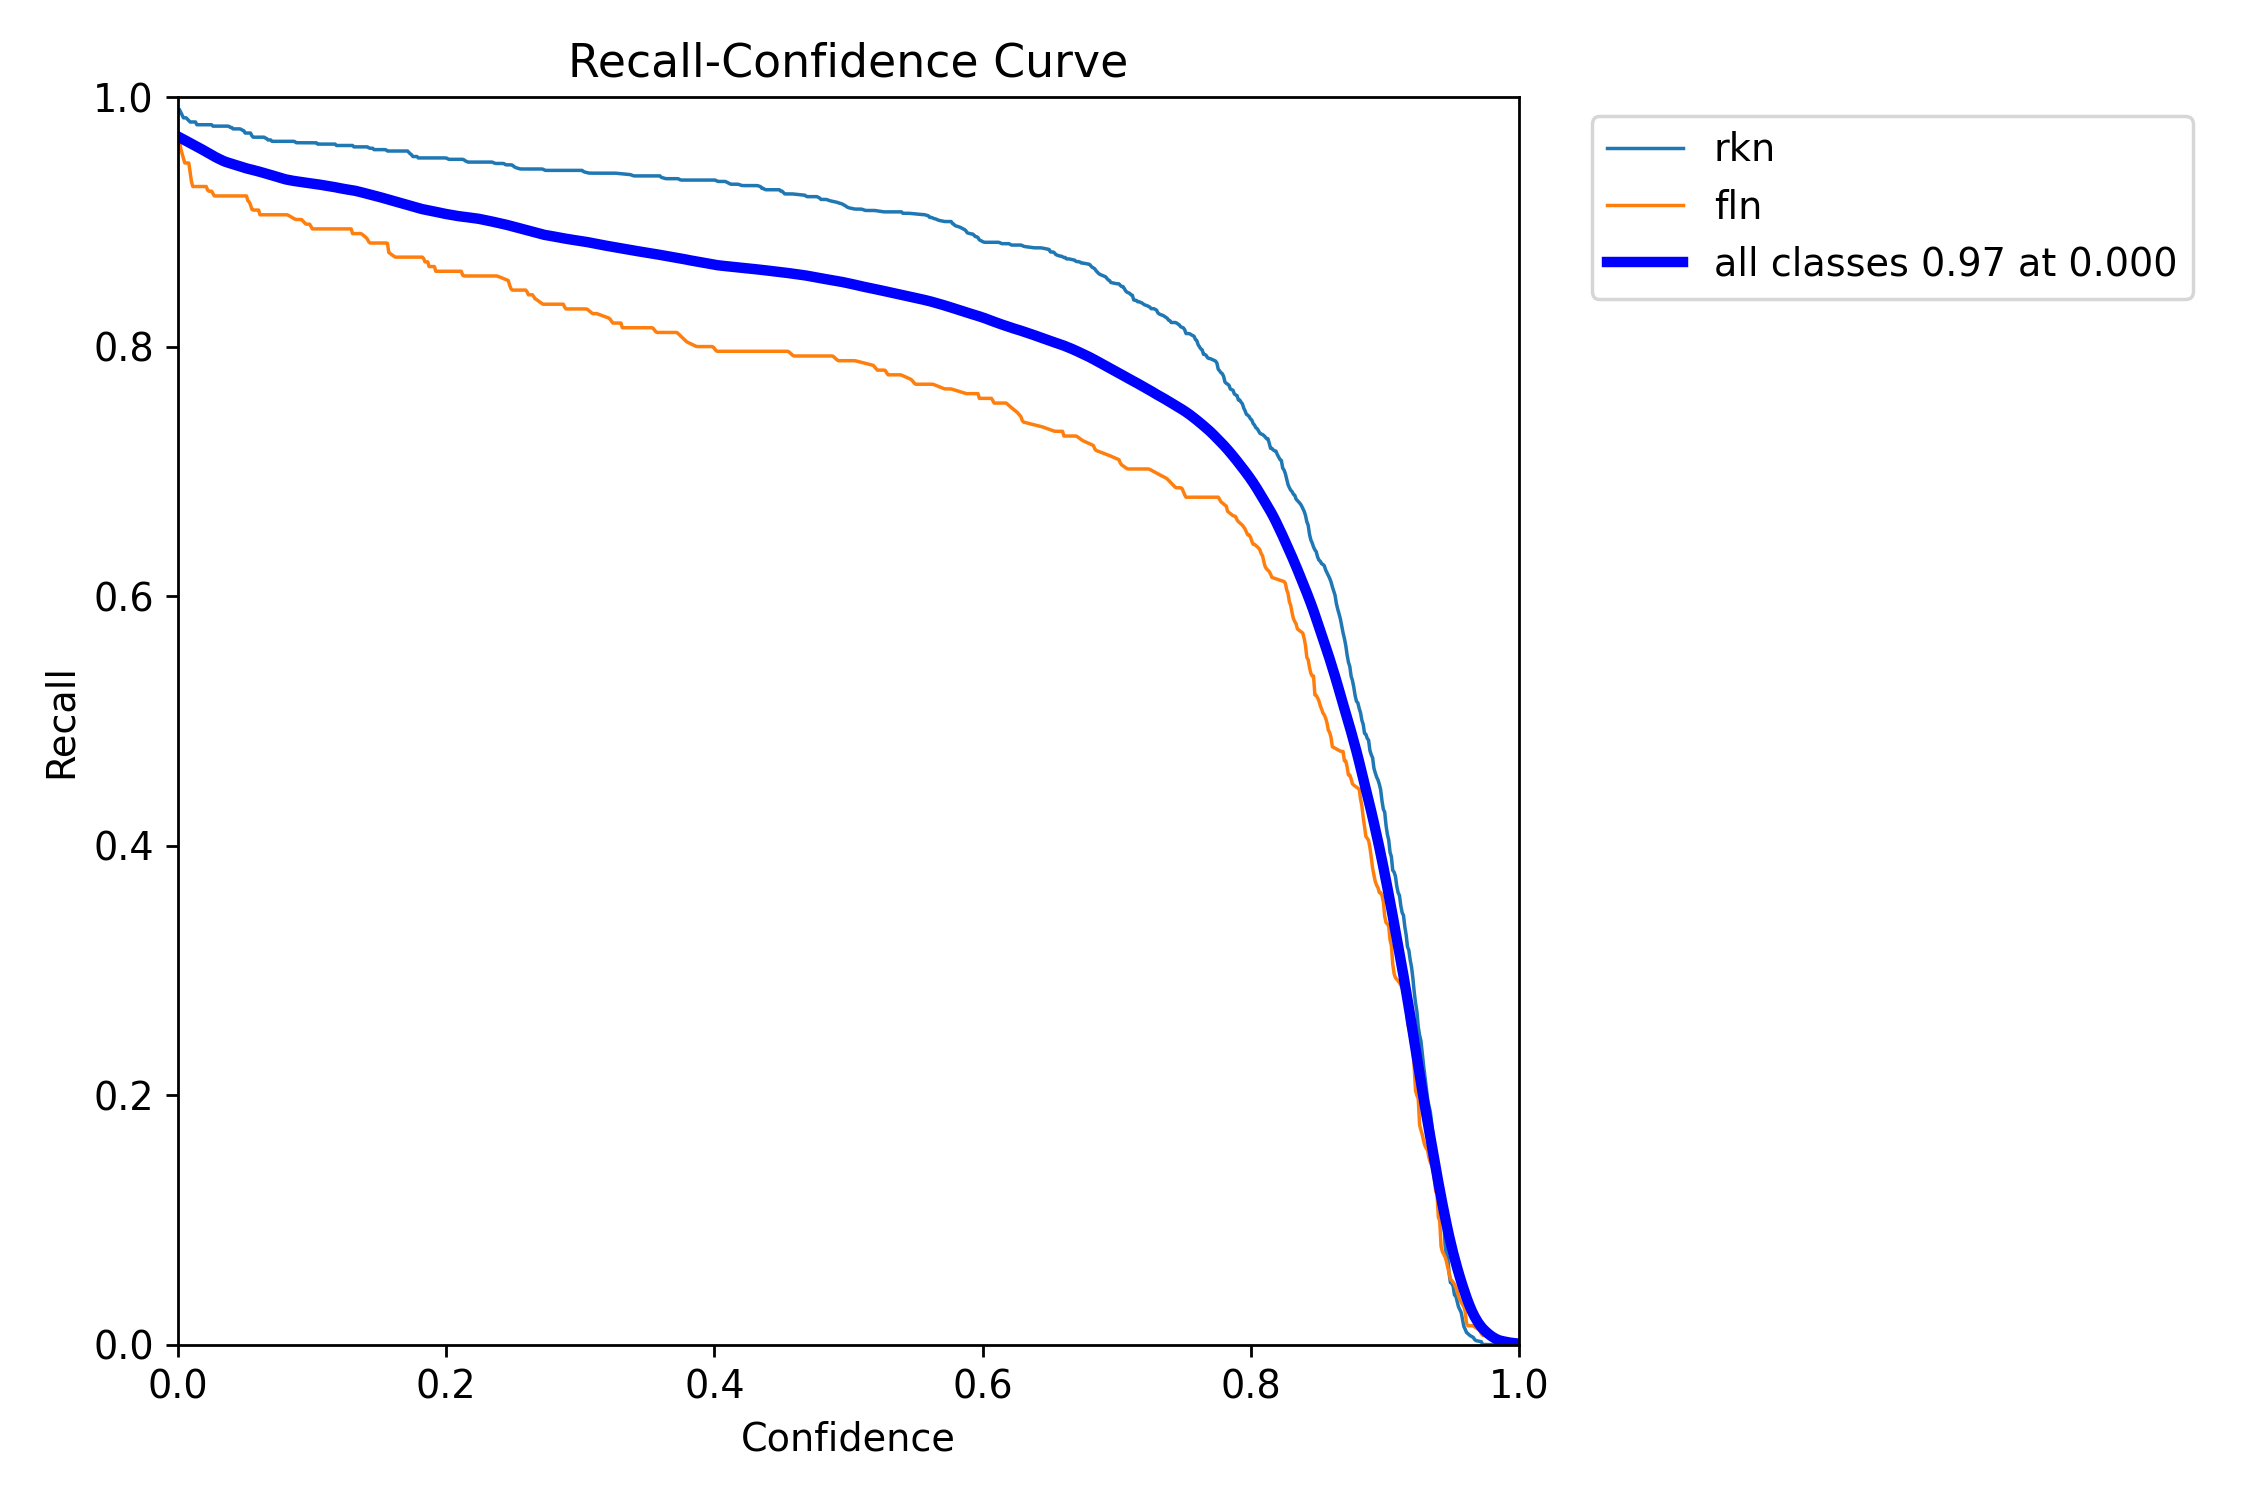 Recall-Confidence Curve
1.0
0.8
0.6
0.4
0.2
0.0
Recall
0.0 0.2 0.4 0.6 0.8 1.0
Confidence
rkn
fln
all classes 0.97 at 0.000